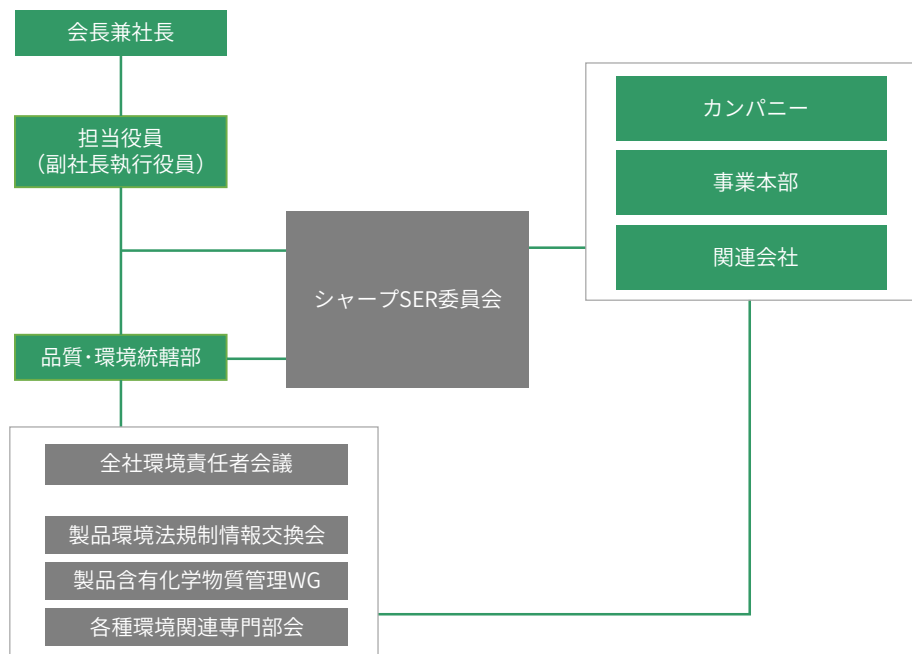 会長兼社長
担当役員
（副社長執行役員）
シャープSER委員会
品質・環境統轄部
カンパニー
事業本部
関連会社
全社環境責任者会議
製品環境法規制情報交換会
製品含有化学物質管理WG
各種環境関連専門部会